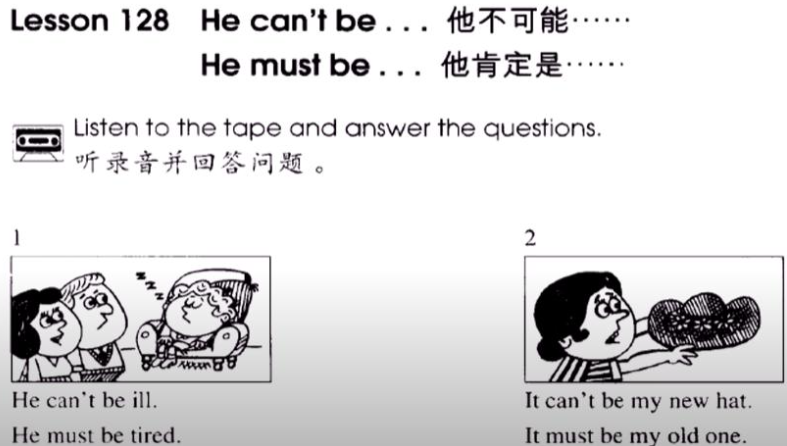 Lesson 128 He can't be . . . 他不可能······
He must be . . . 他肯定是······
Listen to the tape and answer the questions.
听录音并回答问题。
1
2
z z z
He can't be ill.
He must be tired.
It can't be my new hat.
It must be my old one.